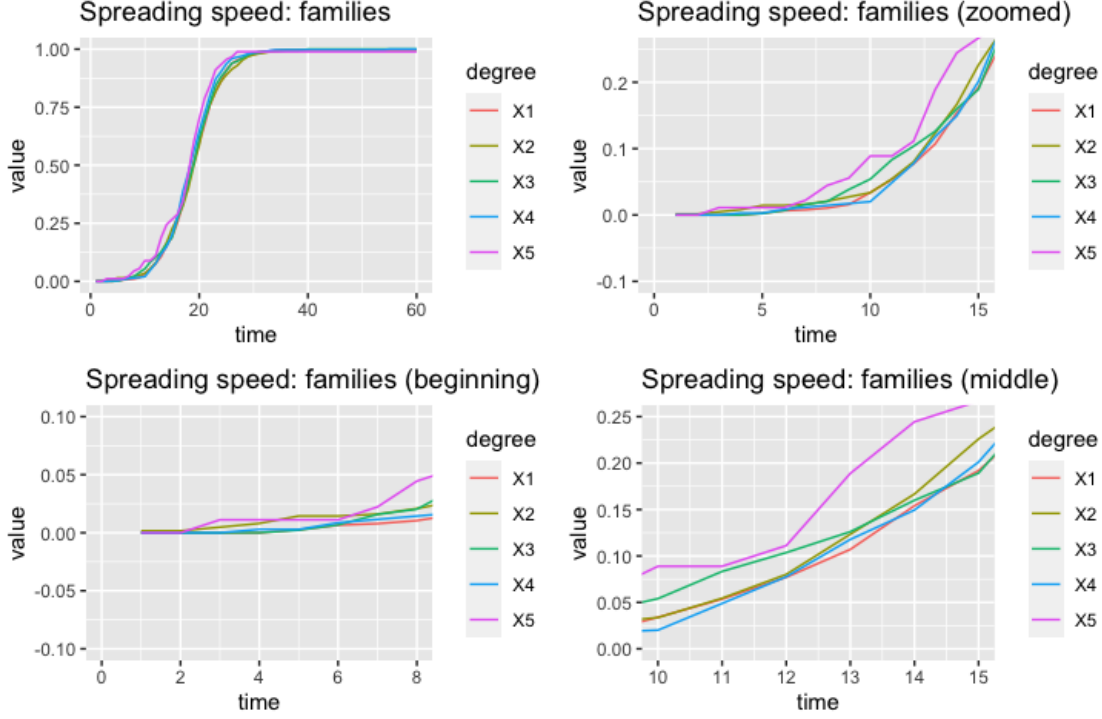 Spreading speed: families
1.00
0.75
0.50
0.25
0.00
value
0
20
40
60
time
degree
X1
X2
X3
X4
X5
Spreading speed: families (zoomed)
0.2
0.1
0.0
-0.1
value
0
5
10
15
time
degree
X1
X2
X3
X4
X5
Spreading speed: families (beginning)
0.10
0.05
0.00
-0.05
-0.10
value
0
2
4
6
8
time
degree
X1
X2
X3
X4
X5
Spreading speed: families (middle)
0.25
0.20
0.15
0.10
0.05
0.00
value
10
11
12
13
14
15
time
degree
X1
X2
X3
X4
X5